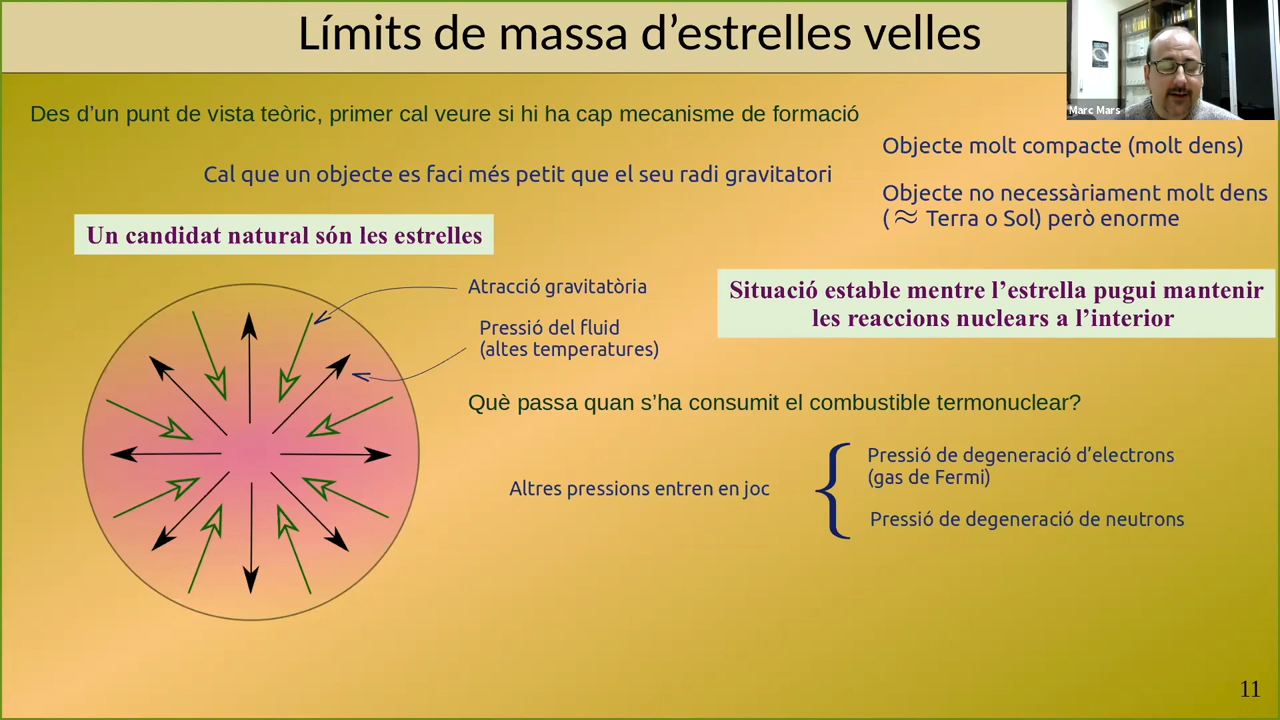 Límits de massa d’estrelles velles
Marc Mars
Des d’un punt de vista teòric, primer cal veure si hi ha cap mecanisme de formació
Cal que un objecte es faci més petit que el seu radi gravitatori
Objecte molt compacte (molt dens)
Objecte no necessàriament molt dens
( ≈ Terra o Sol) però enorme
Un candidat natural són les estrelles
Atracció gravitatòria
Pressió del fluid
(altes temperatures)
Situació estable mentre l’estrella pugui mantenir
les reaccions nuclears a l’interior
Què passa quan s’ha consumit el combustible termonuclear?
Altres pressions entren en joc
Pressió de degeneració d’electrons
(gas de Fermi)
Pressió de degeneració de neutrons
11